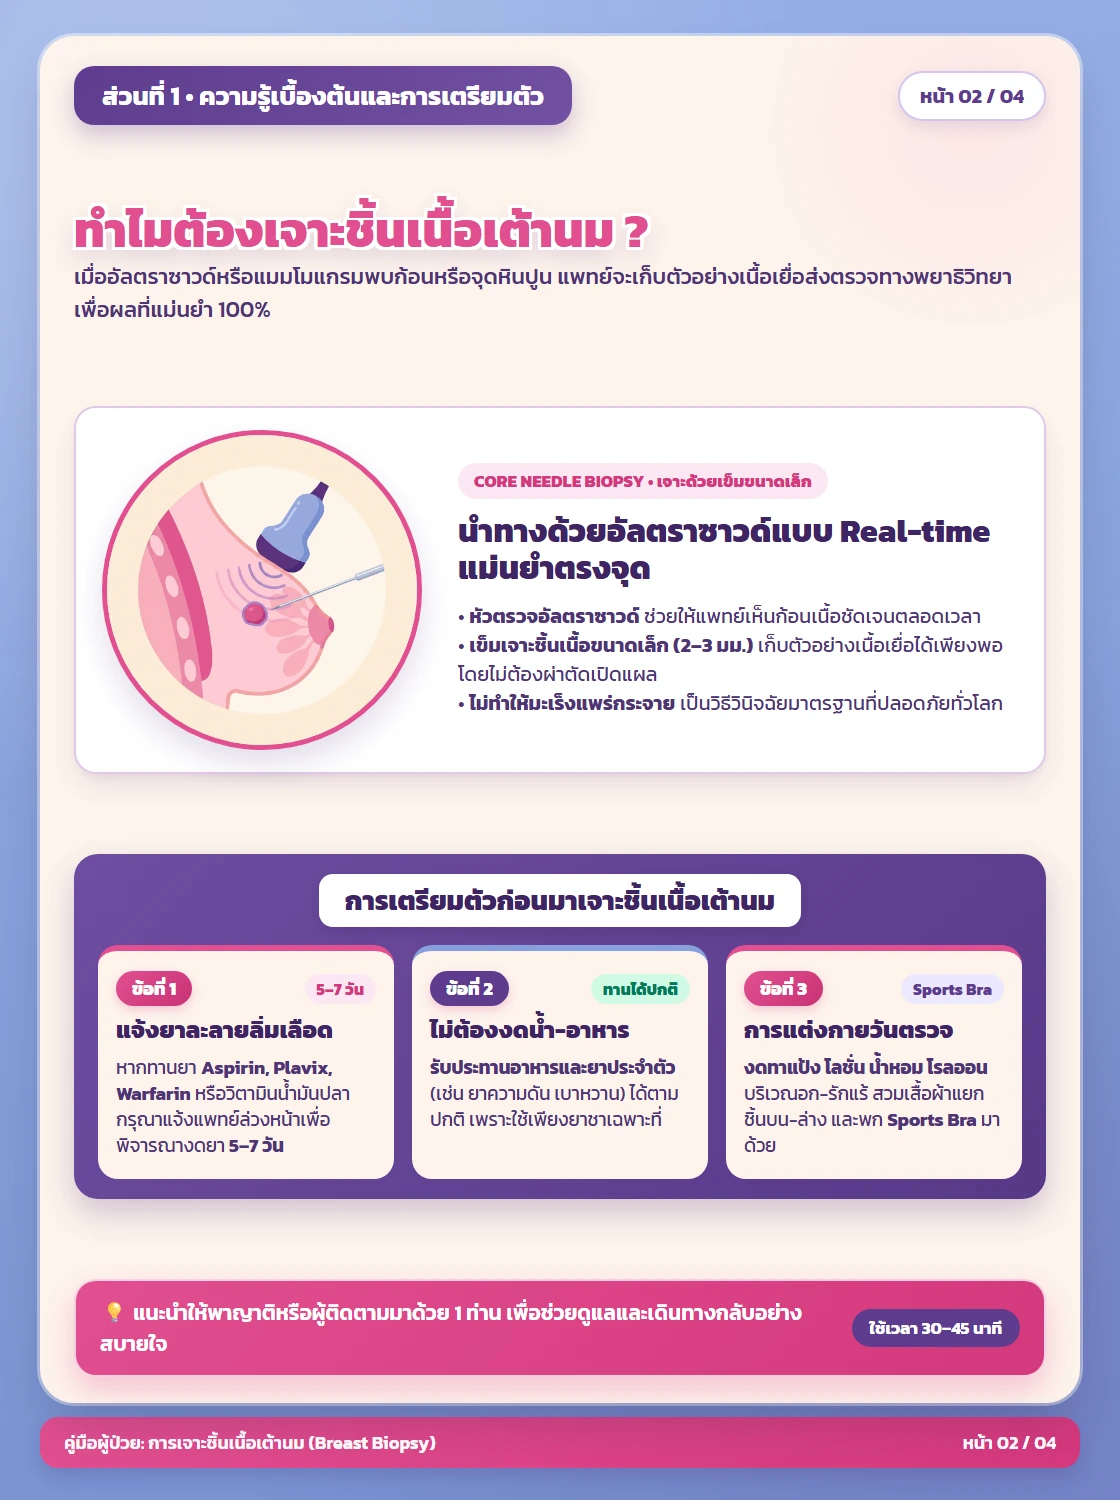 ส่วนที่ 1 • ความรู้เบื้องต้นและการเตรียมตัว
หน้า 02 / 04
ทำไมต้องเจาะชิ้นเนื้อเต้านม ?
เมื่ออัลตราซาวด์หรือแมมโมแกรมพบก้อนหรือจุดหินปูน แพทย์จะเก็บตัวอย่างเนื้อเยื่อส่งตรวจทางพยาธิวิทยา
เพื่อผลที่แม่นยำ 100%
CORE NEEDLE BIOPSY • เจาะด้วยเข็มขนาดเล็ก
นำทางด้วยอัลตราซาวด์แบบ Real-time
แม่นยำตรงจุด
• หัวตรวจอัลตราซาวด์ ช่วยให้แพทย์เห็นก้อนเนื้อชัดเจนตลอดเวลา
• เข็มเจาะชิ้นเนื้อขนาดเล็ก (2–3 มม.) เก็บตัวอย่างเนื้อเยื่อได้เพียงพอ
โดยไม่ต้องผ่าตัดเปิดแผล
• ไม่ทำให้มะเร็งแพร่กระจาย เป็นวิธีวินิจฉัยมาตรฐานที่ปลอดภัยทั่วโลก
การเตรียมตัวก่อนมาเจาะชิ้นเนื้อเต้านม
ข้อที่ 1
5–7 วัน
แจ้งยาละลายลิ่มเลือด
หากทานยา Aspirin, Plavix,
Warfarin หรือวิตามินน้ำมันปลา
กรุณาแจ้งแพทย์ล่วงหน้าเพื่อ
พิจารณางดยา 5–7 วัน
ข้อที่ 2
ทานได้ปกติ
ไม่ต้องงดน้ำ-อาหาร
รับประทานอาหารและยาประจำตัว
(เช่น ยาความดัน เบาหวาน) ได้ตาม
ปกติ เพราะใช้เพียงยาชาเฉพาะที่
ข้อที่ 3
Sports Bra
การแต่งกายวันตรวจ
งดทาแป้ง โลชั่น น้ำหอม โรลออน
บริเวณอก-รักแร้ สวมเสื้อผ้าแยก
ชิ้นบน-ล่าง และพก Sports Bra มา
ด้วย
💡 แนะนำให้พาญาติหรือผู้ติดตามมาด้วย 1 ท่าน เพื่อช่วยดูแลและเดินทางกลับอย่าง
สบายใจ
ใช้เวลา 30–45 นาที
คู่มือผู้ป่วย: การเจาะชิ้นเนื้อเต้านม (Breast Biopsy)
หน้า 02 / 04